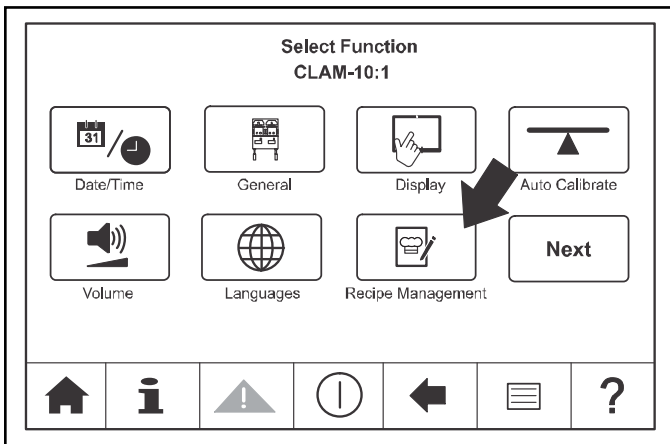 Select Function
CLAM-10:1
31
Date/Time
General
Display
Auto Calibrate
Volume
Languages
Recipe Management
Next
i
?